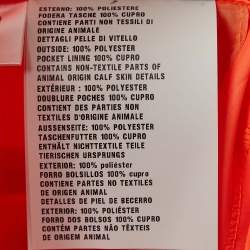 ESTERNO: 100% POLIESTERE
FODERA TASCHE 100% CUPRO
CONTIENE PARTI NON TESSILI DI
ORIGINE ANIMALE
DETTAGLI PELLE DI VITELLO
OUTSIDE: 100% POLYESTER
POCKET LINING 100% CUPRO
CONTAINS NON-TEXTILE PARTS OF
ANIMAL ORIGIN CALF SKIN DETAILS
EXTÉRIEUR : 100% POLYESTER
DOUBLURE POCHES 100% CUPRO
CONTIENT DES PARTIES NON
TEXTILES D'ORIGINE ANIMALE
AUSSENSEITE: 100% POLYESTER
TASCHENFUTTER 100% CUPRO
ENTHÄLT NICHTTEXTILE TEILE
TIERISCHEN URSPRUNGS
EXTERIOR: 100% poliéster
FORRO BOLSILLOS 100% cupro
CONTIENE PARTES NO TEXTILES
DE ORIGEN ANIMAL
DETALLES DE PIEL DE BECERRO
EXTERIOR: 100% POLIÉSTER
FORRO DOS BOLSOS 100% CUPRO
CONTÉM PARTES NÃO TÊXTEIS
DE ORIGEM ANIMAL